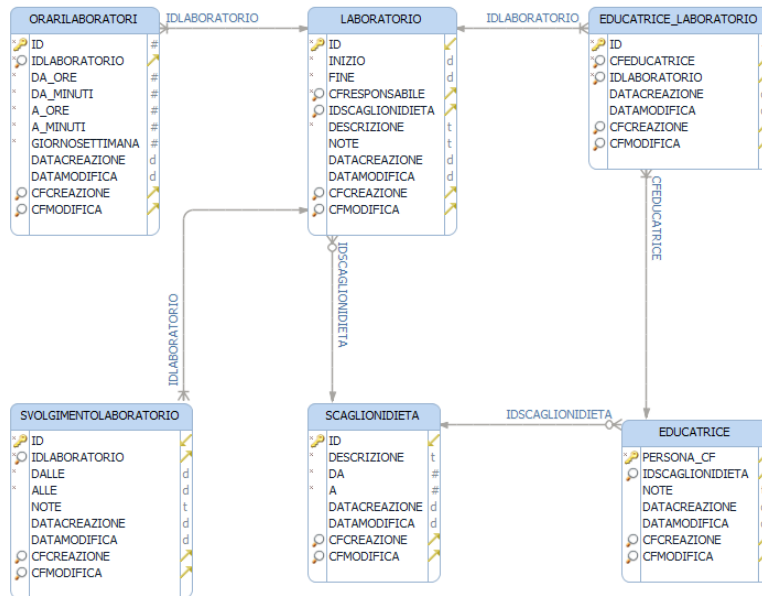 ORARILABORATORI
ID #
IDLABORATORIO
DA_ORE #
DA_MINUTI #
A_ORE #
A_MINUTI #
GIORNOSETTIMANA #
DATACREAZIONE d
DATAMODIFICA d
CFCREAZIONE
CFMODIFICA
IDLABORATORIO
LABORATORIO
ID
INIZIO d
FINE d
CFRESPONSABILE
IDSCAGLIONIDIETA
DESCRIZIONE t
NOTE t
DATACREAZIONE d
DATAMODIFICA d
CFCREAZIONE
CFMODIFICA
IDLABORATORIO
EDUCATRICE_LABORATORIO
ID
CFEDUCATRICE
IDLABORATORIO
DATACREAZIONE
DATAMODIFICA
CFCREAZIONE
CFMODIFICA
CFEDUCATRICE
IDLABORATORIO
IDSCAGLIONIDIETA
SVOLGIMENTOLABORATORIO
ID
IDLABORATORIO
DALLE d
ALLE d
NOTE t
DATACREAZIONE d
DATAMODIFICA d
CFCREAZIONE
CFMODIFICA
SCAGLIONIDIETA
ID
DESCRIZIONE t
DA #
A #
DATACREAZIONE d
DATAMODIFICA d
CFCREAZIONE
CFMODIFICA
IDSCAGLIONIDIETA
EDUCATRICE
PERSONA_CF
IDSCAGLIONIDIETA
NOTE
DATACREAZIONE
DATAMODIFICA
CFCREAZIONE
CFMODIFICA